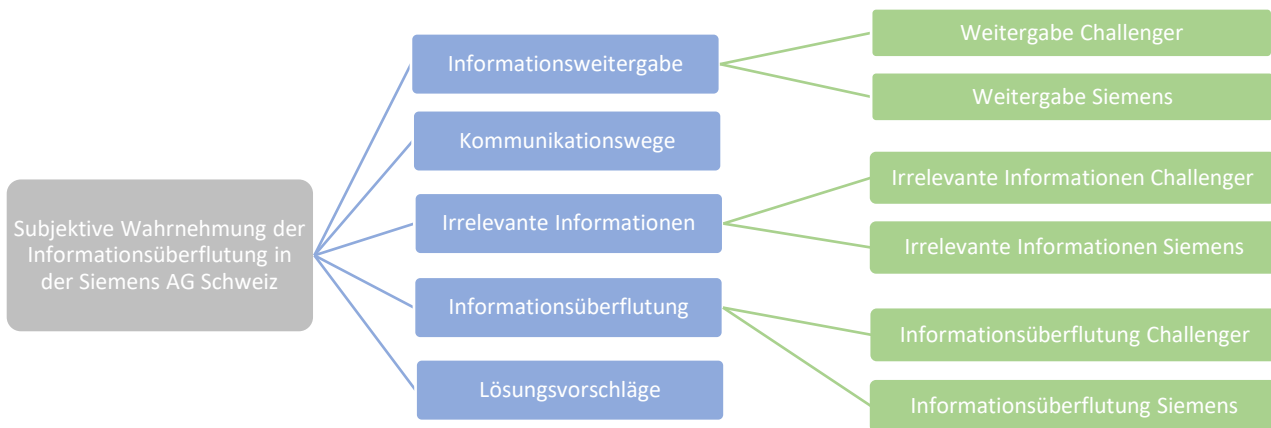 Subjektive Wahrnehmung der
Informationsüberflutung in
der Siemens AG Schweiz
Informationsweitergabe
Kommunikationswege
Irrelevante Informationen
Informationsüberflutung
Lösungsvorschläge
Weitergabe Challenger
Weitergabe Siemens
Irrelevante Informationen Challenger
Irrelevante Informationen Siemens
Informationsüberflutung Challenger
Informationsüberflutung Siemens